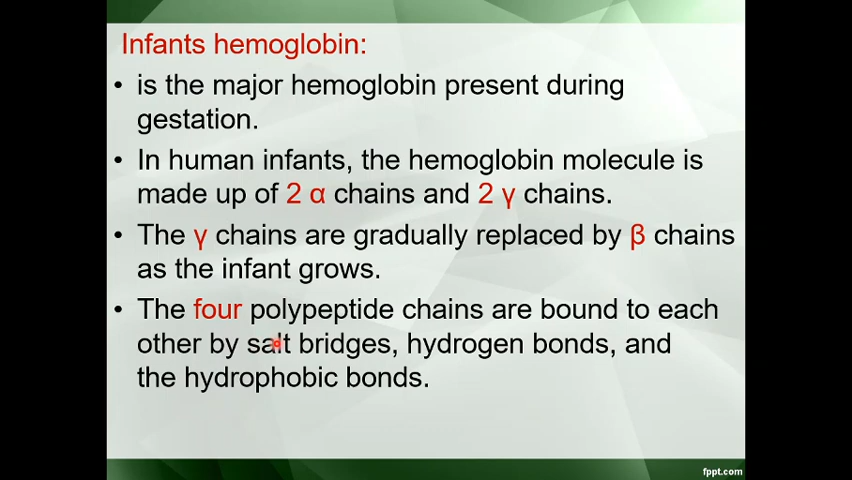 Infants hemoglobin:
• is the major hemoglobin present during
gestation.
• In human infants, the hemoglobin molecule is
made up of 2 α chains and 2 γ chains.
• The γ chains are gradually replaced by β chains
as the infant grows.
• The four polypeptide chains are bound to each
other by salt bridges, hydrogen bonds, and
the hydrophobic bonds.
fppt.com